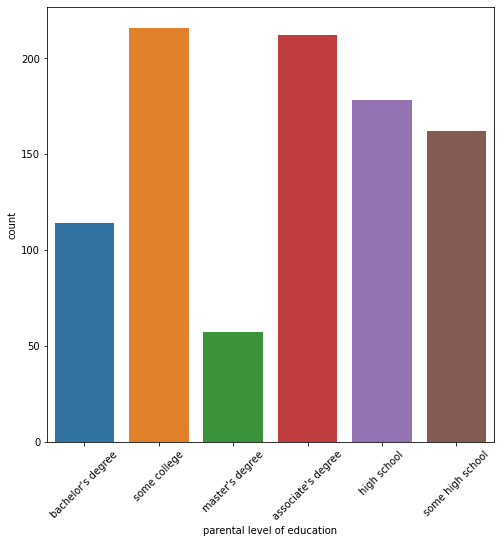 200
150
100
50
0
count
bachelor's degree
some college
master's degree
associate's degree
high school
some high school
parental level of education